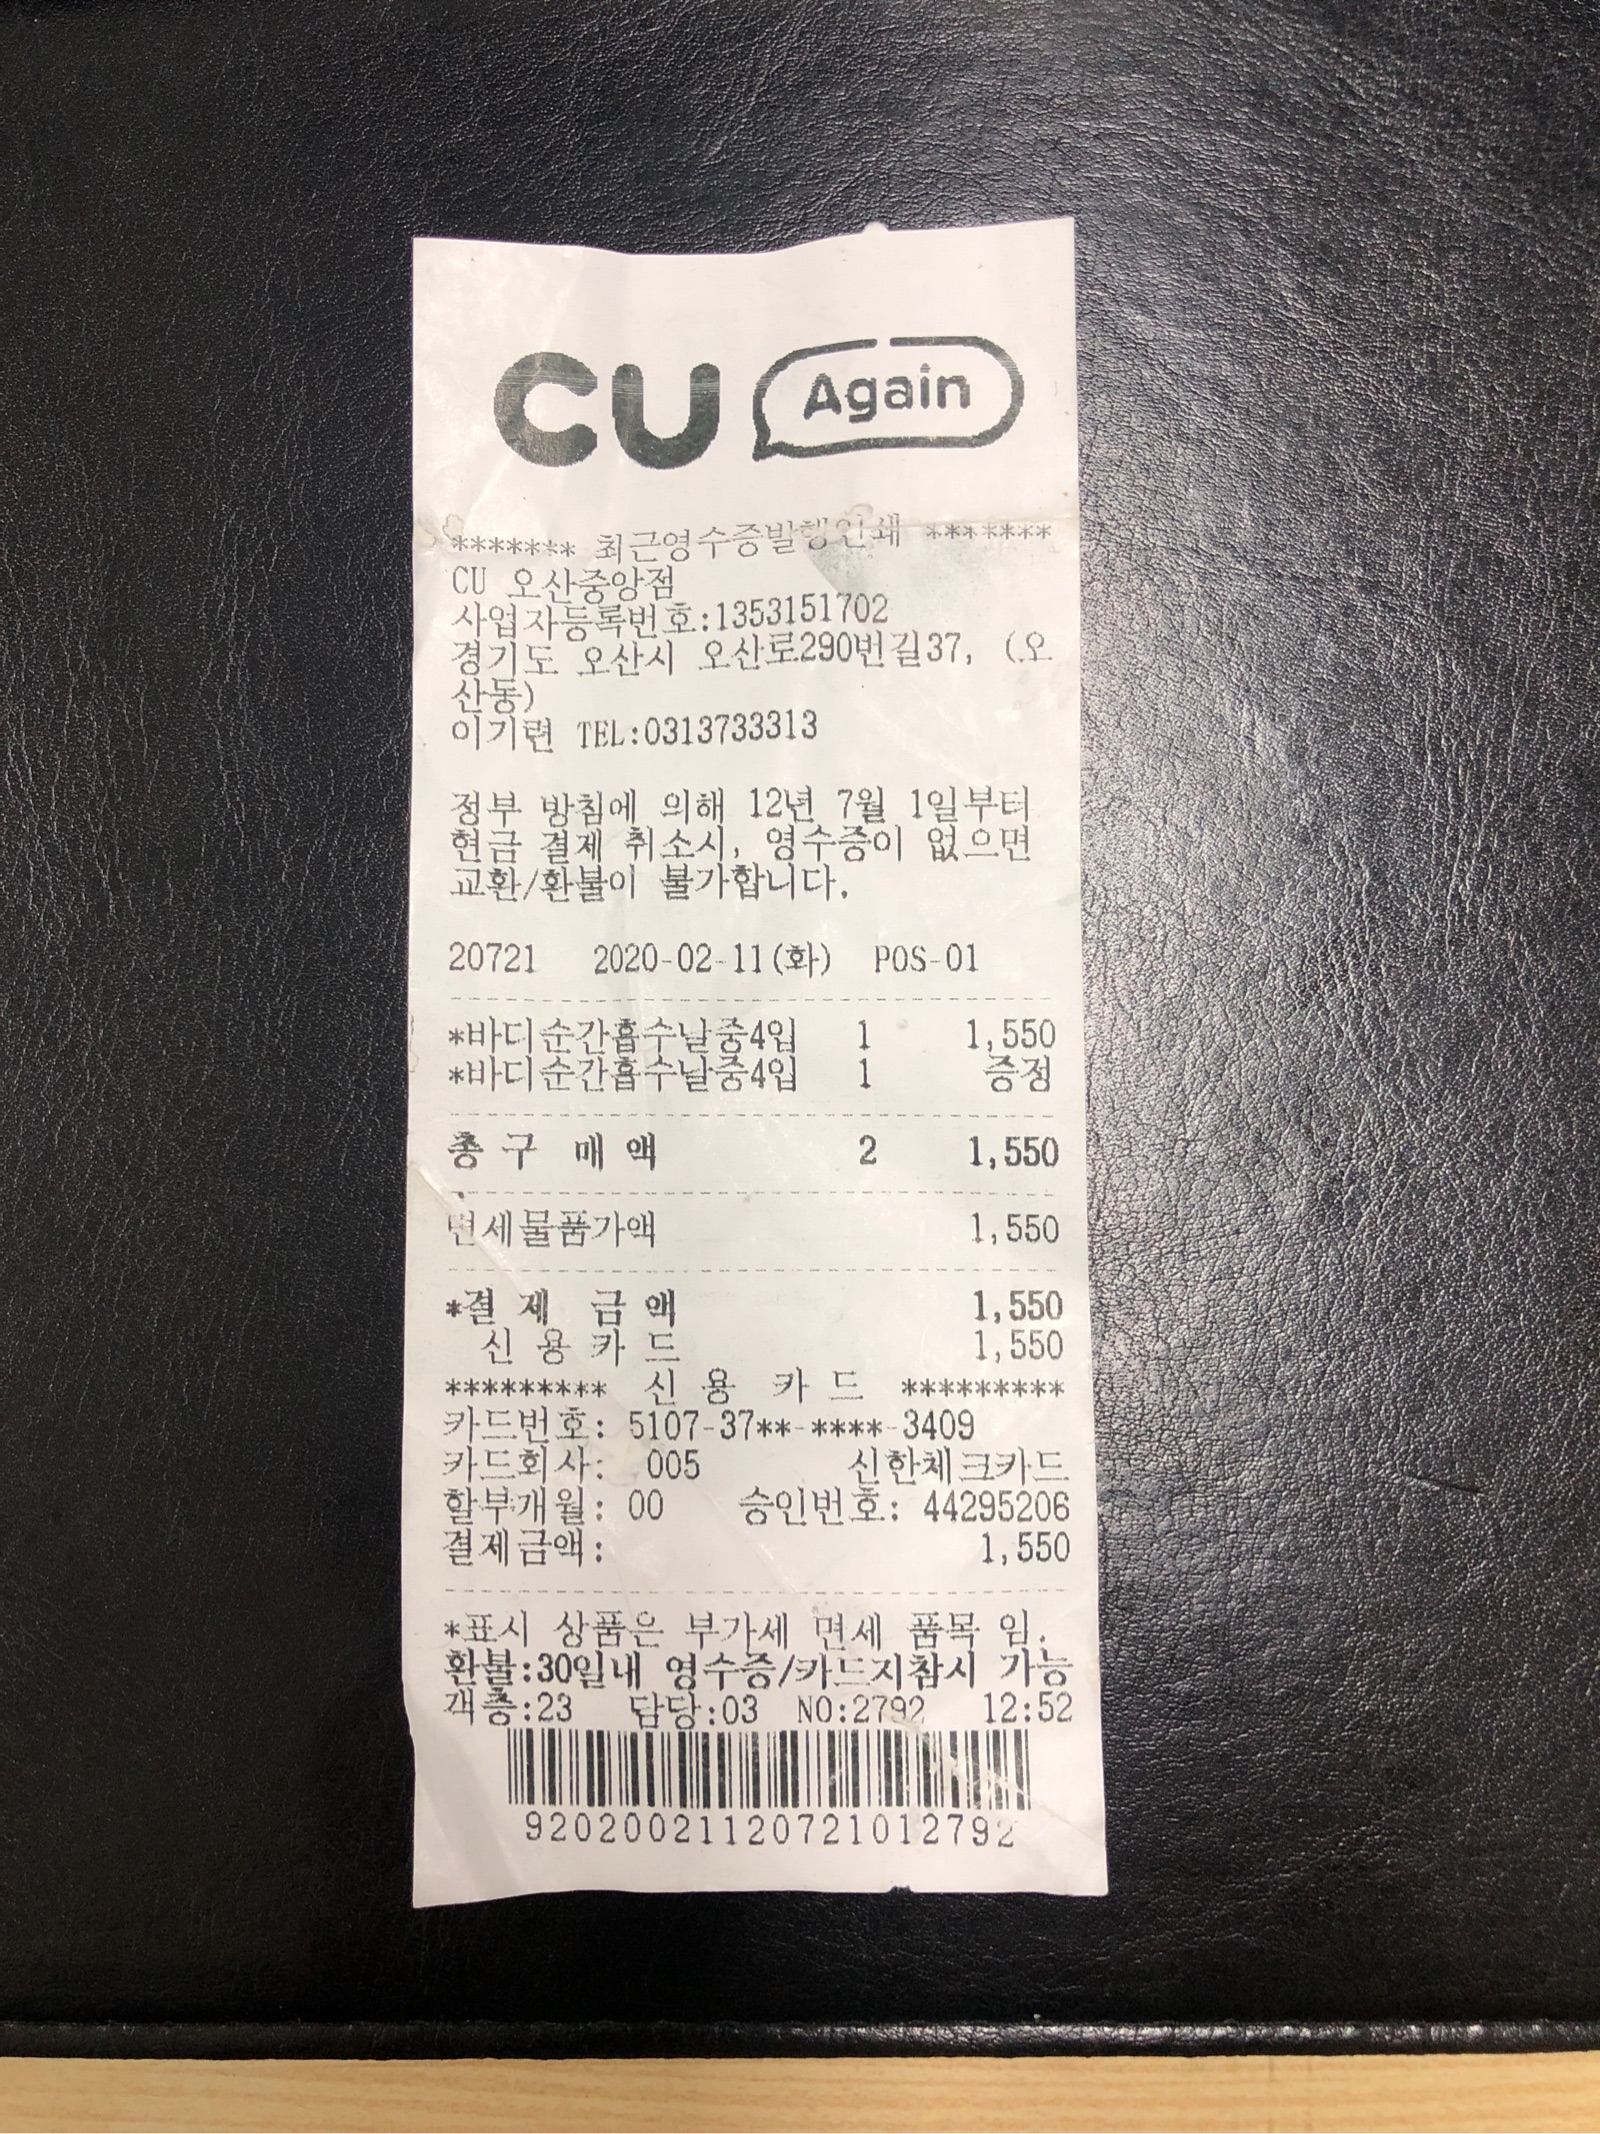 CU Again
******* 최근영수증발행인쇄 *******
CU 오산중앙점
사업자등록번호:1353151702
경기도 오산시 오산로290번길37, (오
산동)
이기련 TEL:0313733313
정부 방침에 의해 12년 7월 1일부터
현금 결제 취소시, 영수증이 없으면
교환/환불이 불가합니다.
20721 2020-02-11(화) POS-01
*바디순간흡수날중4입 1 1,550
*바디순간흡수날중4입 1 증정
총 구 매 액 2 1,550
면세물품가액 1,550
*결 제 금 액 1,550
신 용 카 드 1,550
********* 신 용 카 드 *********
카드번호: 5107-37**-****-3409
카드회사: 005 신한체크카드
할부개월: 00 승인번호: 44295206
결제금액: 1,550
*표시 상품은 부가세 면세 품목 임.
환불:30일내 영수증/카드지참시 가능
객층:23 담당:03 NO:2792 12:52
92020021120721012792